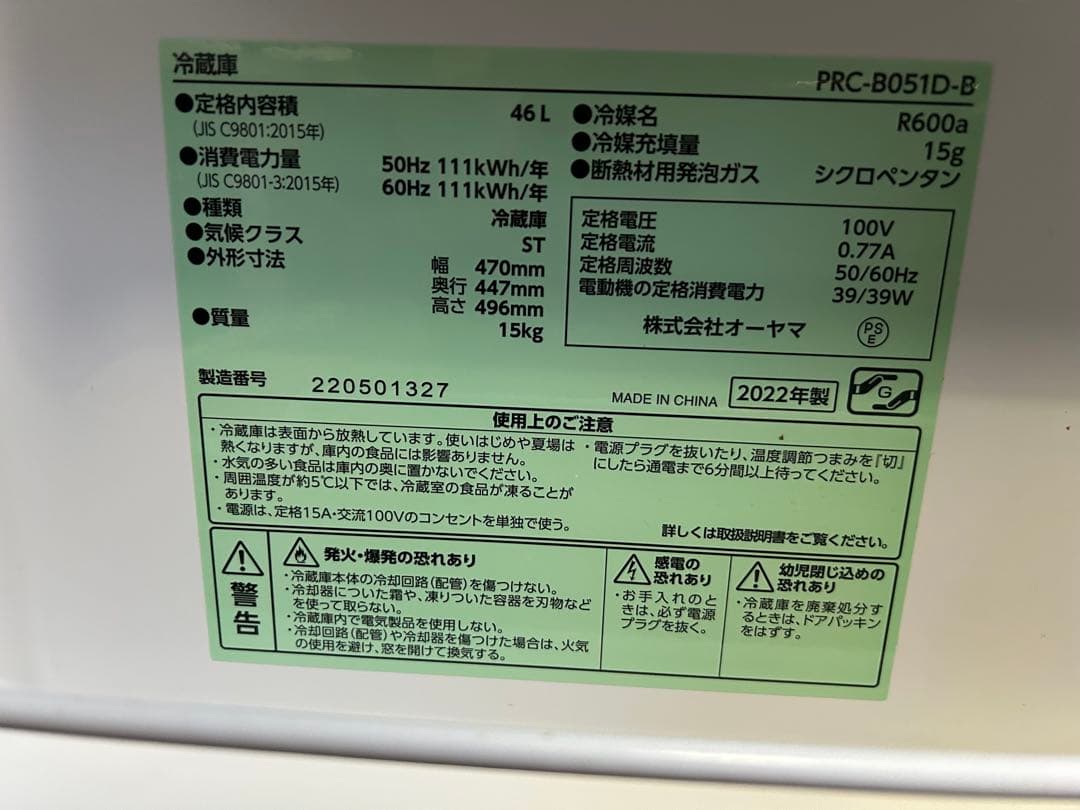 冷蔵庫
PRC-B051D-B
●定格内容積 46L
(JIS C9801:2015年)
●消費電力量 50Hz 111kWh/年
(JIS C9801-3:2015年) 60Hz 111kWh/年
●種類 冷蔵庫
●気候クラス ST
●外形寸法 幅 470mm
奥行 447mm
高さ 496mm
●質量 15kg
●冷媒名 R600a
●冷媒充填量 15g
●断熱材用発泡ガス シクロペンタン
定格電圧 100V
定格電流 0.77A
定格周波数 50/60Hz
電動機の定格消費電力 39/39W
株式会社オーヤマ PS E
製造番号 220501327
MADE IN CHINA 2022年製 G
使用上のご注意
・冷蔵庫は表面から放熱しています。使いはじめや夏場は
熱くなりますが、庫内の食品には影響ありません。
・水気の多い食品は庫内の奥に置かないでください。
・周囲温度が約5℃以下では、冷蔵室の食品が凍ることが
あります。
・電源は、定格15A・交流100Vのコンセントを単独で使う。
・電源プラグを抜いたり、温度調節つまみを『切』
にしたら通電まで6分間以上待ってください。
詳しくは取扱説明書をご覧ください。
警告
発火・爆発の恐れあり
・冷蔵庫本体の冷却回路(配管)を傷つけない。
・冷却器についた霜や、凍りついた容器を刃物など
を使って取らない。
・冷蔵庫内で電気製品を使用しない。
・冷却回路(配管)や冷却器を傷つけた場合は、火気
の使用を避け、窓を開けて換気する。
感電の
恐れあり
・お手入れのと
きは、必ず電源
プラグを抜く。
幼児閉じ込めの
恐れあり
・冷蔵庫を廃棄処分す
るときは、ドアパッキン
をはずす。